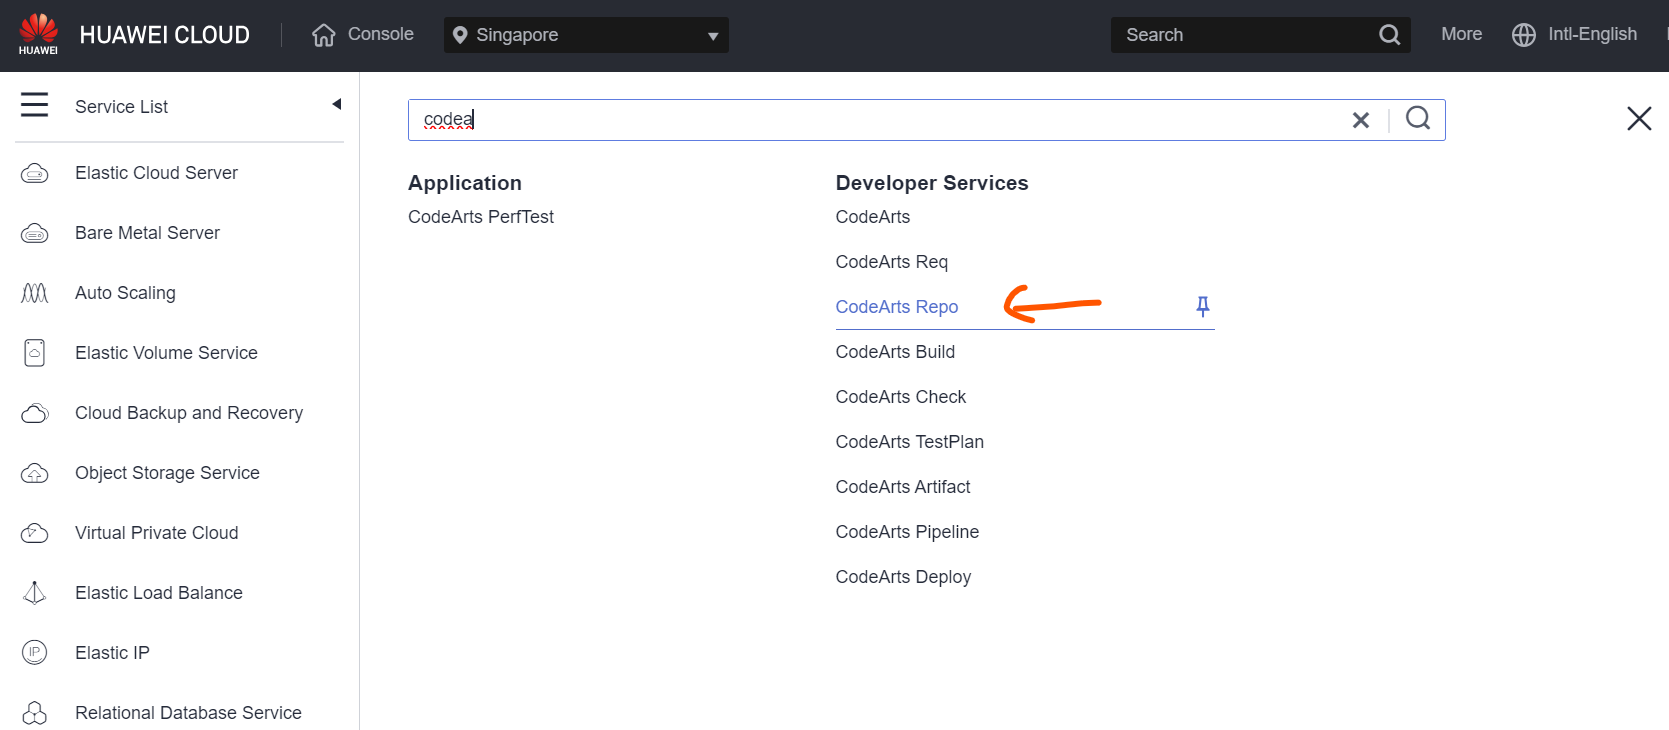 HUAWEI
HUAWEI CLOUD
Console
Singapore
Search
More
Intl-English
Service List
Elastic Cloud Server
Bare Metal Server
Auto Scaling
Elastic Volume Service
Cloud Backup and Recovery
Object Storage Service
Virtual Private Cloud
Elastic Load Balance
IP
Elastic IP
Relational Database Service
codea
Application
CodeArts PerfTest
Developer Services
CodeArts
CodeArts Req
CodeArts Repo
CodeArts Build
CodeArts Check
CodeArts TestPlan
CodeArts Artifact
CodeArts Pipeline
CodeArts Deploy